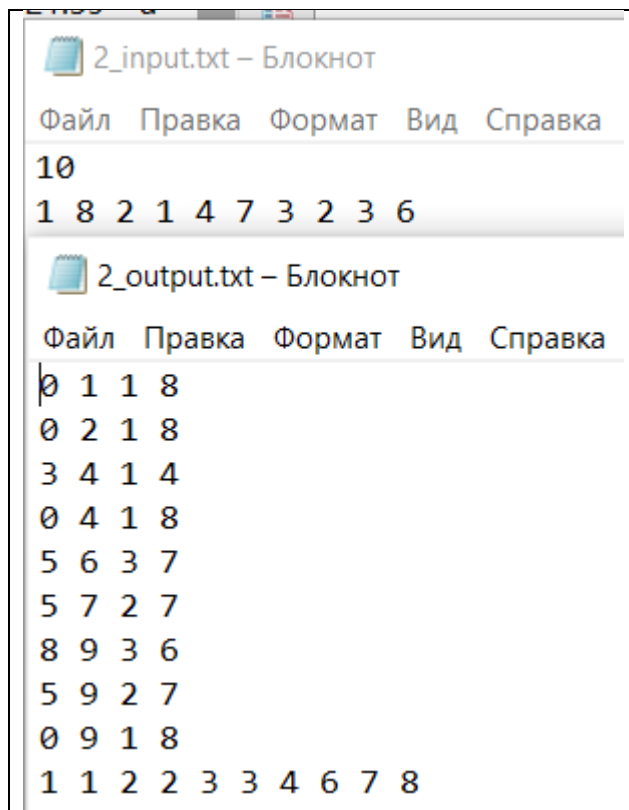 2_input.txt – Блокнот
Файл Правка Формат Вид Справка
10
1 8 2 1 4 7 3 2 3 6
2_output.txt – Блокнот
Файл Правка Формат Вид Справка
0 1 1 8
0 2 1 8
3 4 1 4
0 4 1 8
5 6 3 7
5 7 2 7
8 9 3 6
5 9 2 7
0 9 1 8
1 1 2 2 3 3 4 6 7 8